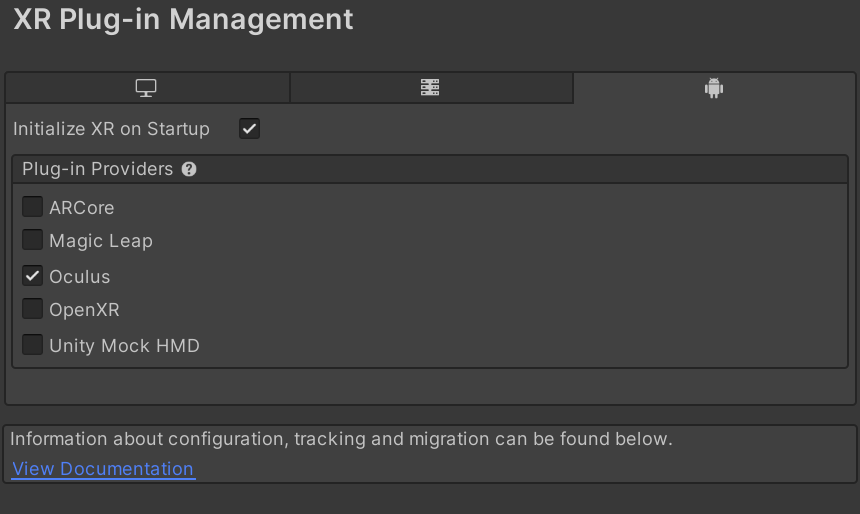 XR Plug-in Management
Initialize XR on Startup
Plug-in Providers
ARCore
Magic Leap
Oculus
OpenXR
Unity Mock HMD
Information about configuration, tracking and migration can be found below.
View Documentation